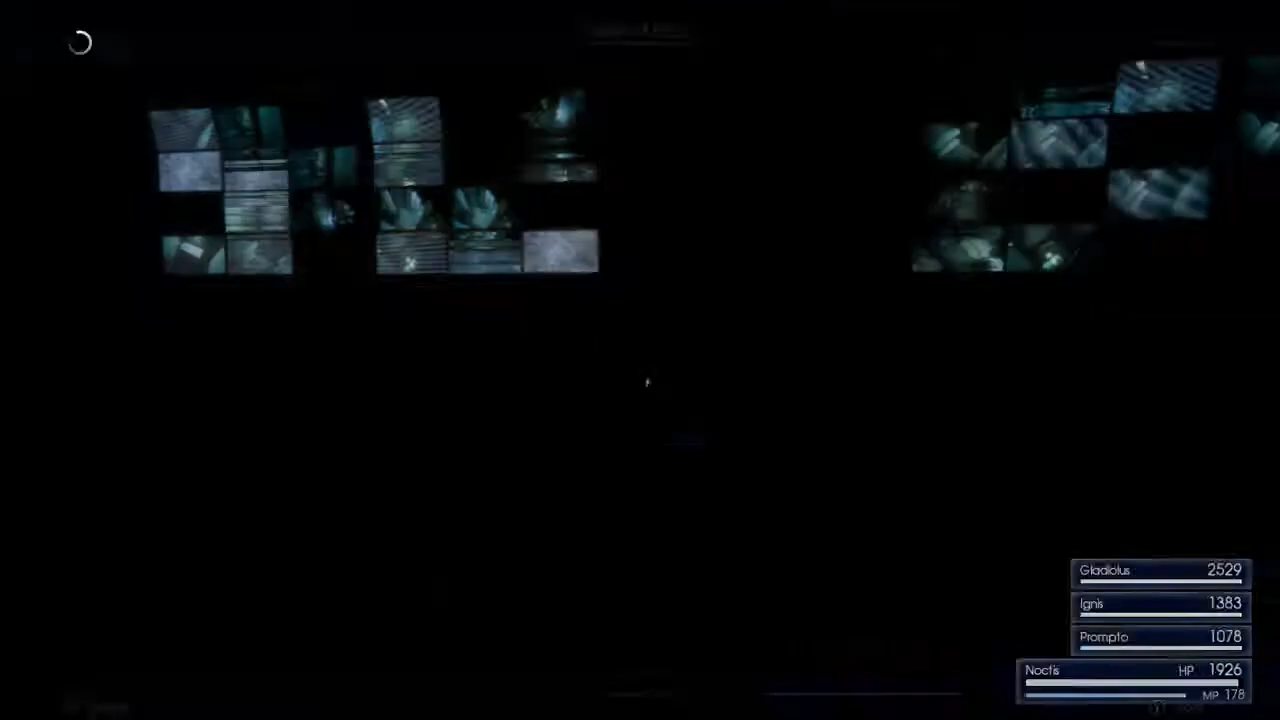 Gladiolus 2529
Ignis 1383
Prompto 1078
Noctis HP 1926
MP 178